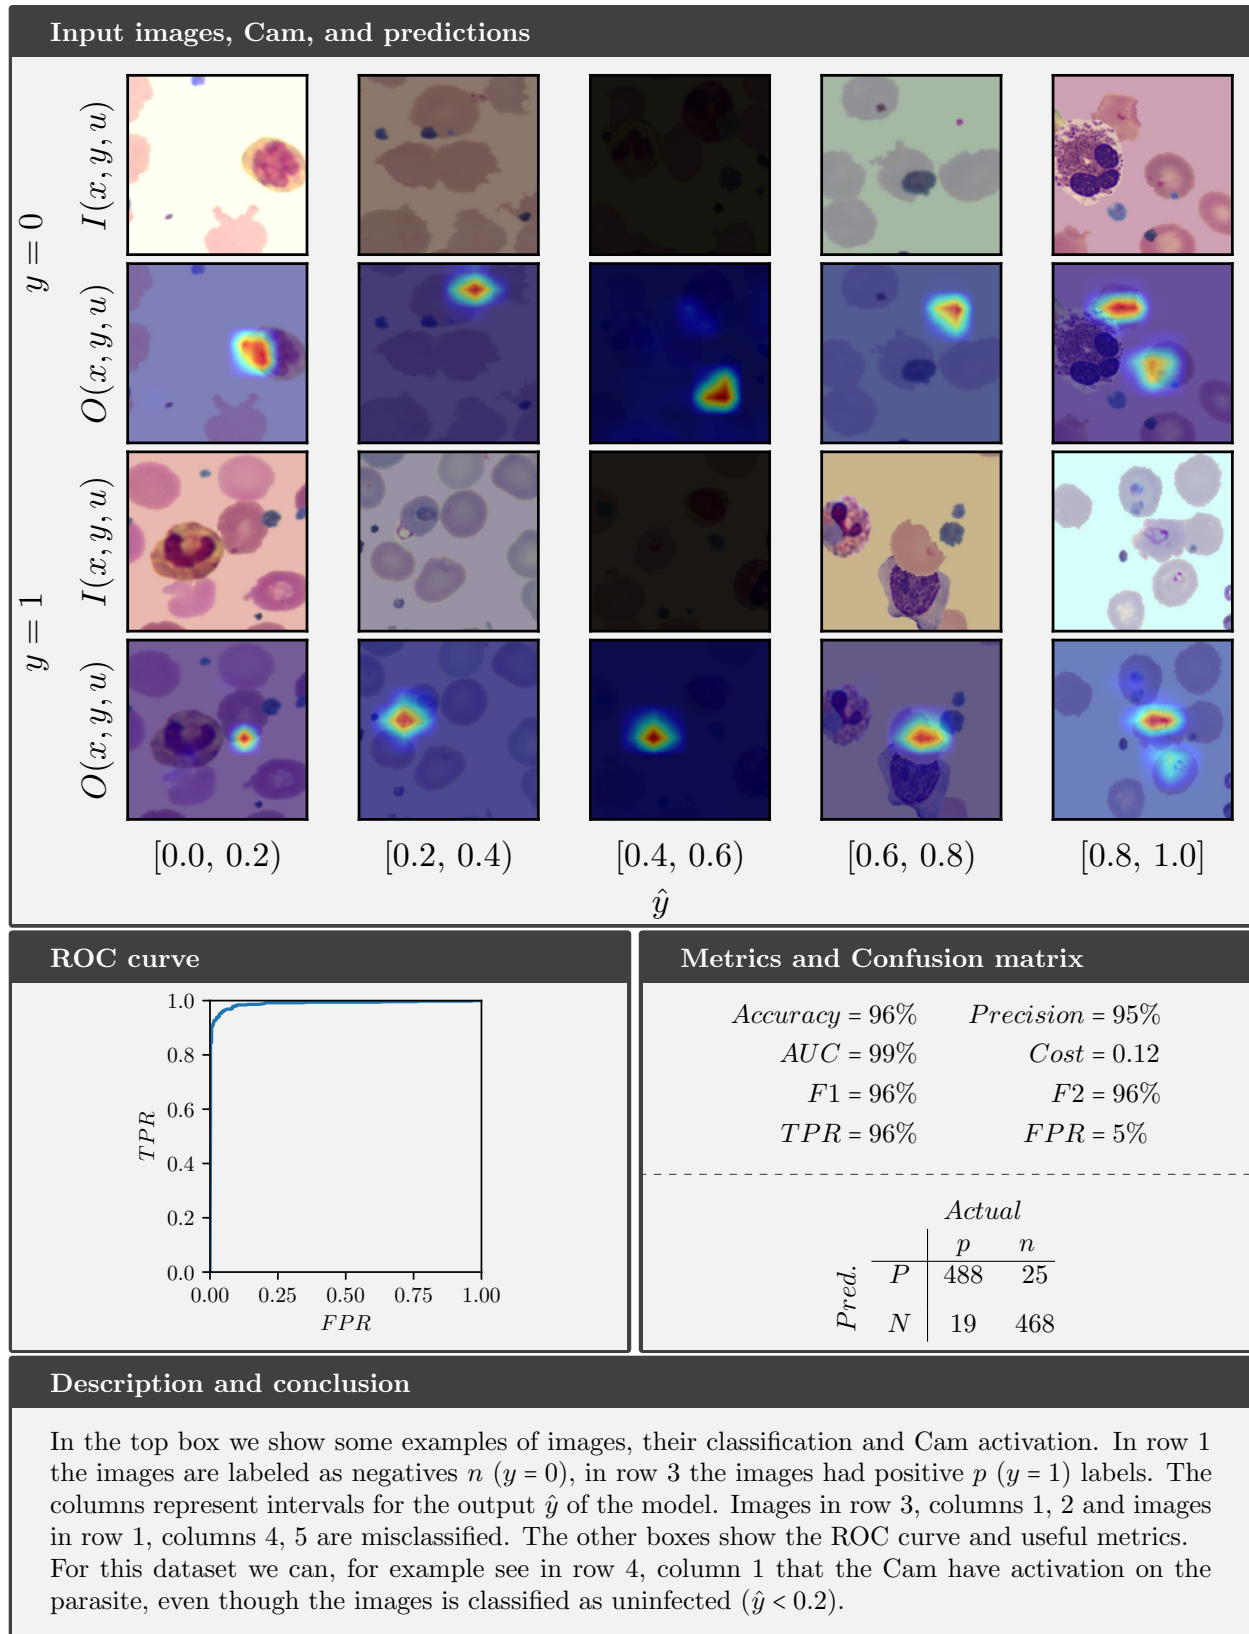 Input images, Cam, and predictions
y = 0
I(x, y, u)
O(x, y, u)
y = 1
I(x, y, u)
O(x, y, u)
[0.0, 0.2) [0.2, 0.4) [0.4, 0.6) [0.6, 0.8) [0.8, 1.0]
ŷ
ROC curve
1.0
0.8
0.6
0.4
0.2
0.0
TPR
0.00 0.25 0.50 0.75 1.00
FPR
Metrics and Confusion matrix
Accuracy = 96% Precision = 95%
AUC = 99% Cost = 0.12
F1 = 96% F2 = 96%
TPR = 96% FPR = 5%
Actual
p n
Pred.
P 488 25
N 19 468
Description and conclusion
In the top box we show some examples of images, their classification and Cam activation. In row 1
the images are labeled as negatives n (y = 0), in row 3 the images had positive p (y = 1) labels. The
columns represent intervals for the output ŷ of the model. Images in row 3, columns 1, 2 and images
in row 1, columns 4, 5 are misclassified. The other boxes show the ROC curve and useful metrics.
For this dataset we can, for example see in row 4, column 1 that the Cam have activation on the
parasite, even though the images is classified as uninfected (ŷ < 0.2).